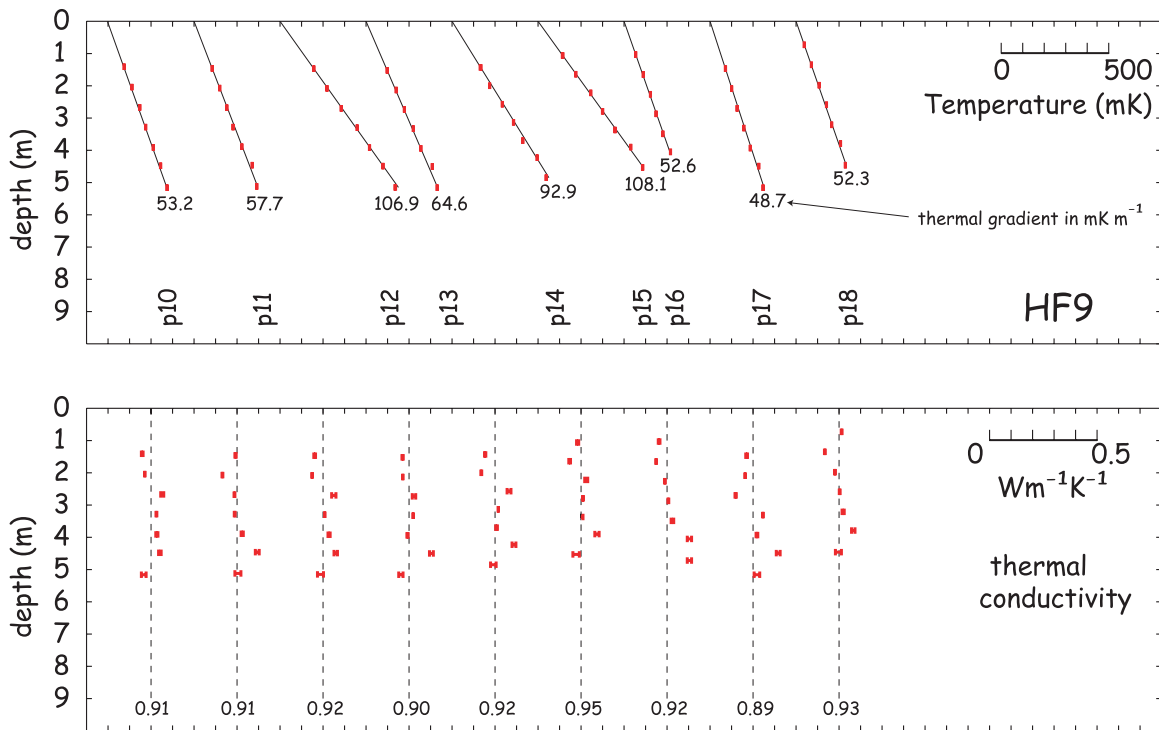 0
1
2
3
4
5
6
7
8
9
depth (m)
53.2
57.7
106.9
64.6
92.9
108.1
52.6
48.7
52.3
0 500
Temperature (mK)
thermal gradient in mK m⁻¹
p10
p11
p12
p13
p14
p15
p16
p17
p18
HF9
0
1
2
3
4
5
6
7
8
9
depth (m)
0 0.5
Wm⁻¹K⁻¹
thermal
conductivity
0.91 0.91 0.92 0.90 0.92 0.95 0.92 0.89 0.93